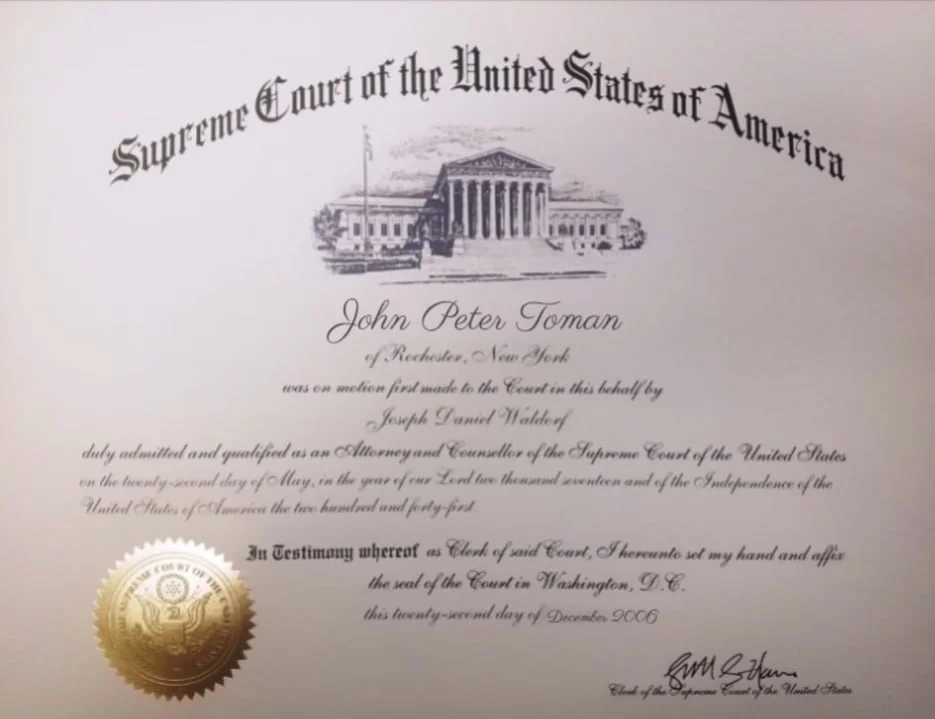 Supreme Court of the United States of America
John Peter Toman
of Rochester, New York
was on motion first made to the Court in this behalf by
Joseph Daniel Waldorf
duly admitted and qualified as an Attorney and Counsellor of the Supreme Court of the United States
on the twenty-second day of May, in the year of our Lord two thousand seventeen and of the Independence of the
United States of America the two hundred and forty-first.
In Testimony whereof as Clerk of said Court, I hereunto set my hand and affix
the seal of the Court in Washington, D.C.
this twenty-second day of December 2006
Clerk of the Supreme Court of the United States
SUPREME COURT OF THE